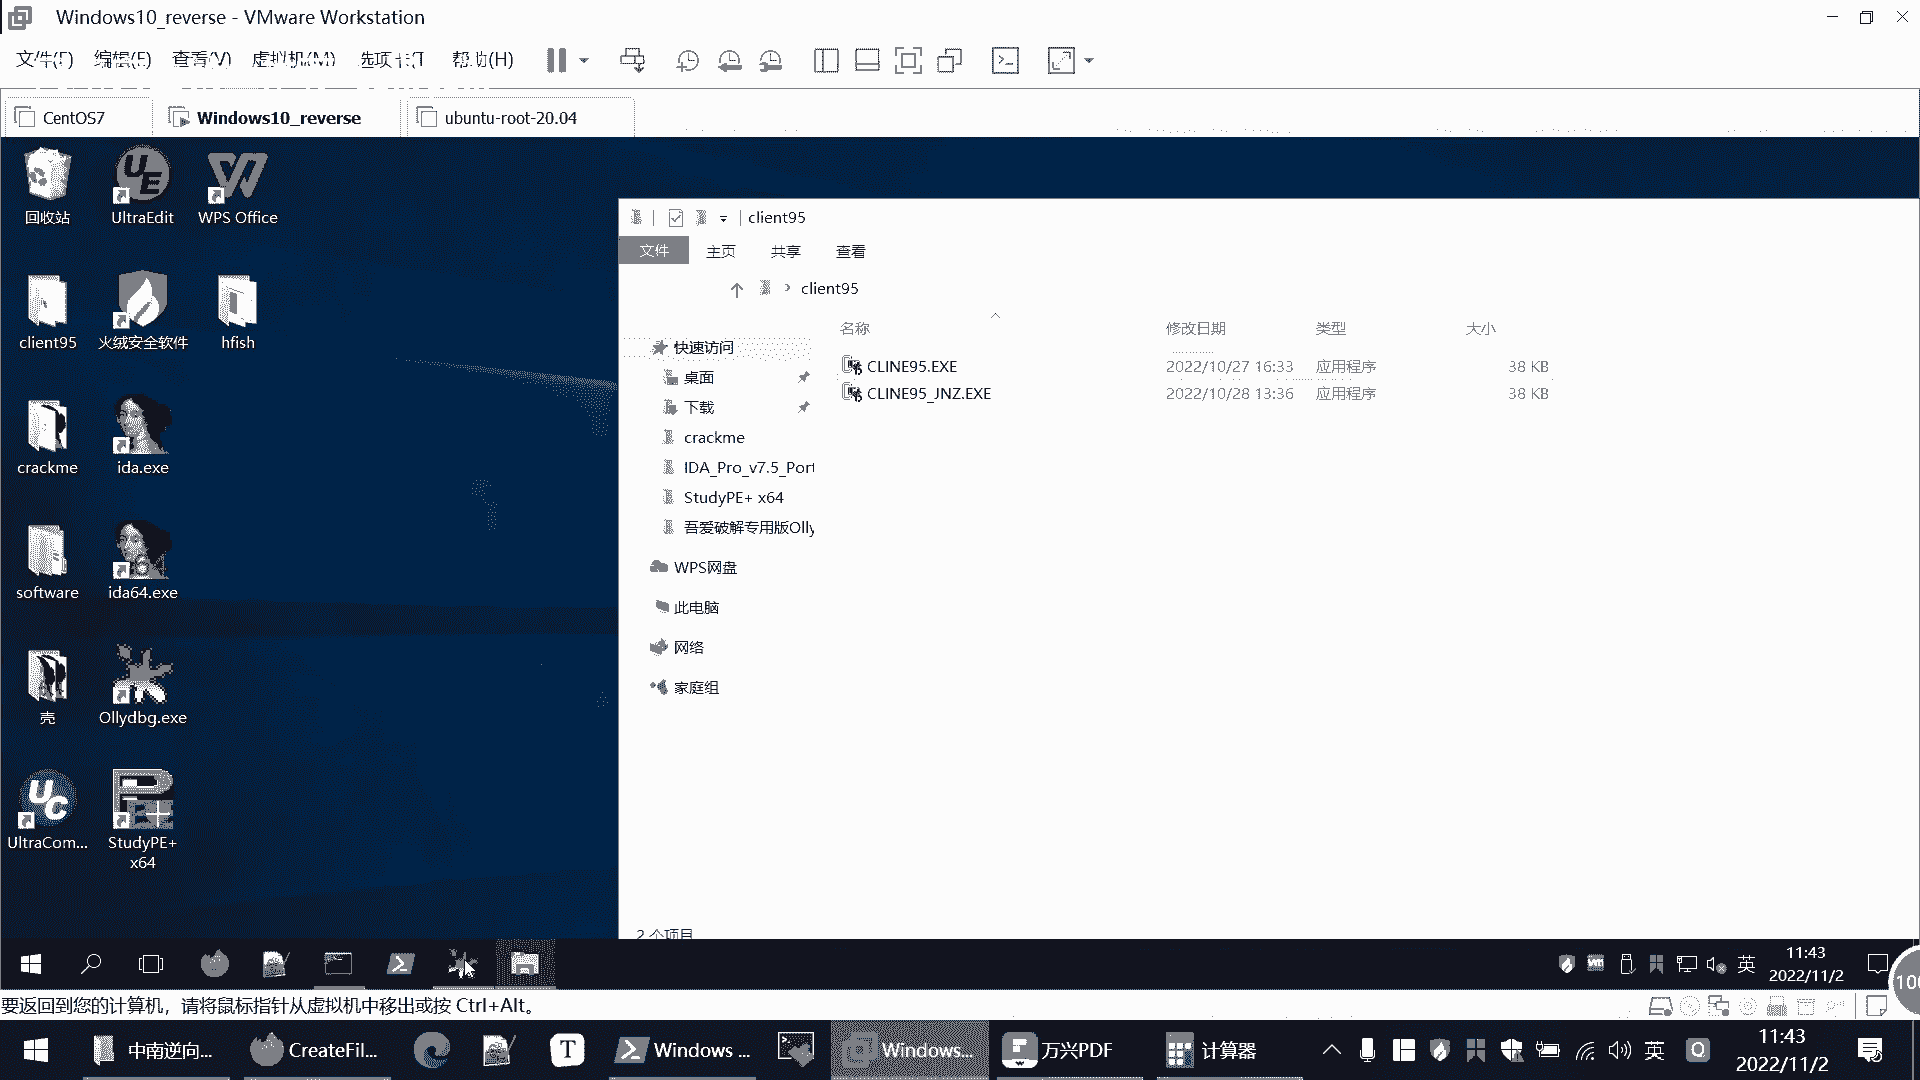 Windows10_reverse - VMware Workstation
文件(F) 编辑(E) 查看(V) 虚拟机(M) 选项卡(T) 帮助(H)
CentOS7
Windows10_reverse
ubuntu-root-20.04
回收站
UltraEdit
WPS Office
client95
火绒安全软件
hfish
crackme
ida.exe
software
ida64.exe
壳
Ollydbg.exe
UltraCom...
StudyPE+
x64
client95
文件 主页 共享 查看
client95
名称 修改日期 类型 大小
CLINE95.EXE 2022/10/27 16:33 应用程序 38 KB
CLINE95_JNZ.EXE 2022/10/28 13:36 应用程序 38 KB
快速访问
桌面
下载
crackme
IDA_Pro_v7.5_Port
StudyPE+ x64
吾爱破解专用版Olly
WPS网盘
此电脑
网络
家庭组
2 个项目
英
11:43
2022/11/2
要返回到您的计算机，请将鼠标指针从虚拟机中移出或按 Ctrl+Alt。
100
中南逆向...
CreateFil...
T
Windows ...
Windows...
万兴PDF
计算器
英
11:43
2022/11/2